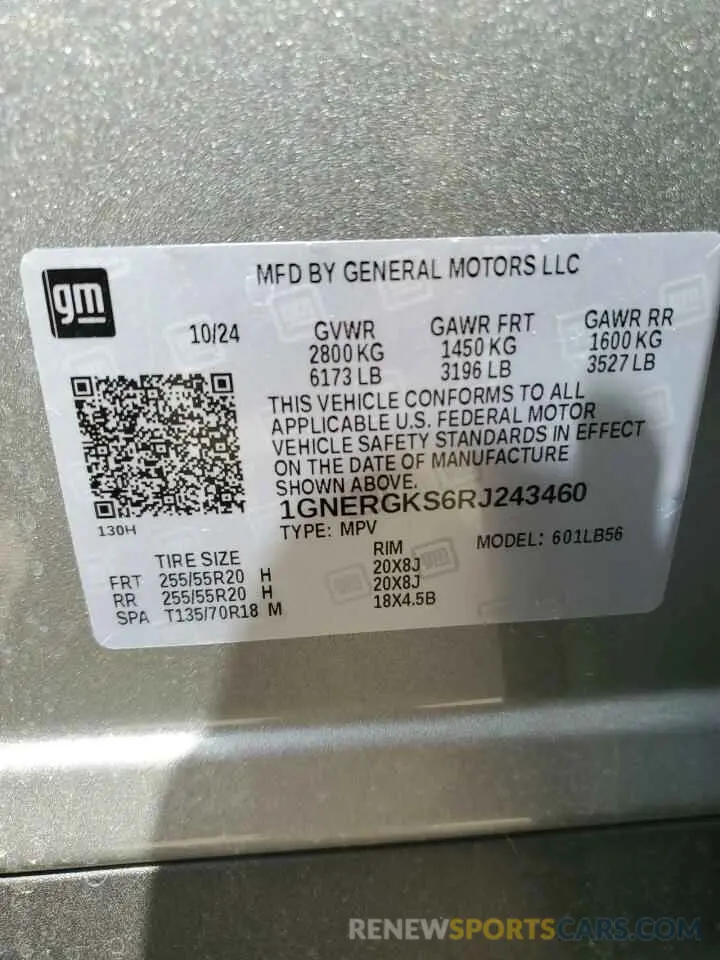 gm
MFD BY GENERAL MOTORS LLC
10/24
GVWR GAWR FRT GAWR RR
2800 KG 1450 KG 1600 KG
6173 LB 3196 LB 3527 LB
THIS VEHICLE CONFORMS TO ALL
APPLICABLE U.S. FEDERAL MOTOR
VEHICLE SAFETY STANDARDS IN EFFECT
ON THE DATE OF MANUFACTURE
SHOWN ABOVE.
1GNERGKS6RJ243460
130H
TYPE: MPV MODEL: 601LB56
TIRE SIZE RIM
FRT 255/55R20 H 20X8J
RR 255/55R20 H 20X8J
SPA T135/70R18 M 18X4.5B
RENEWSPORTSCARS.COM